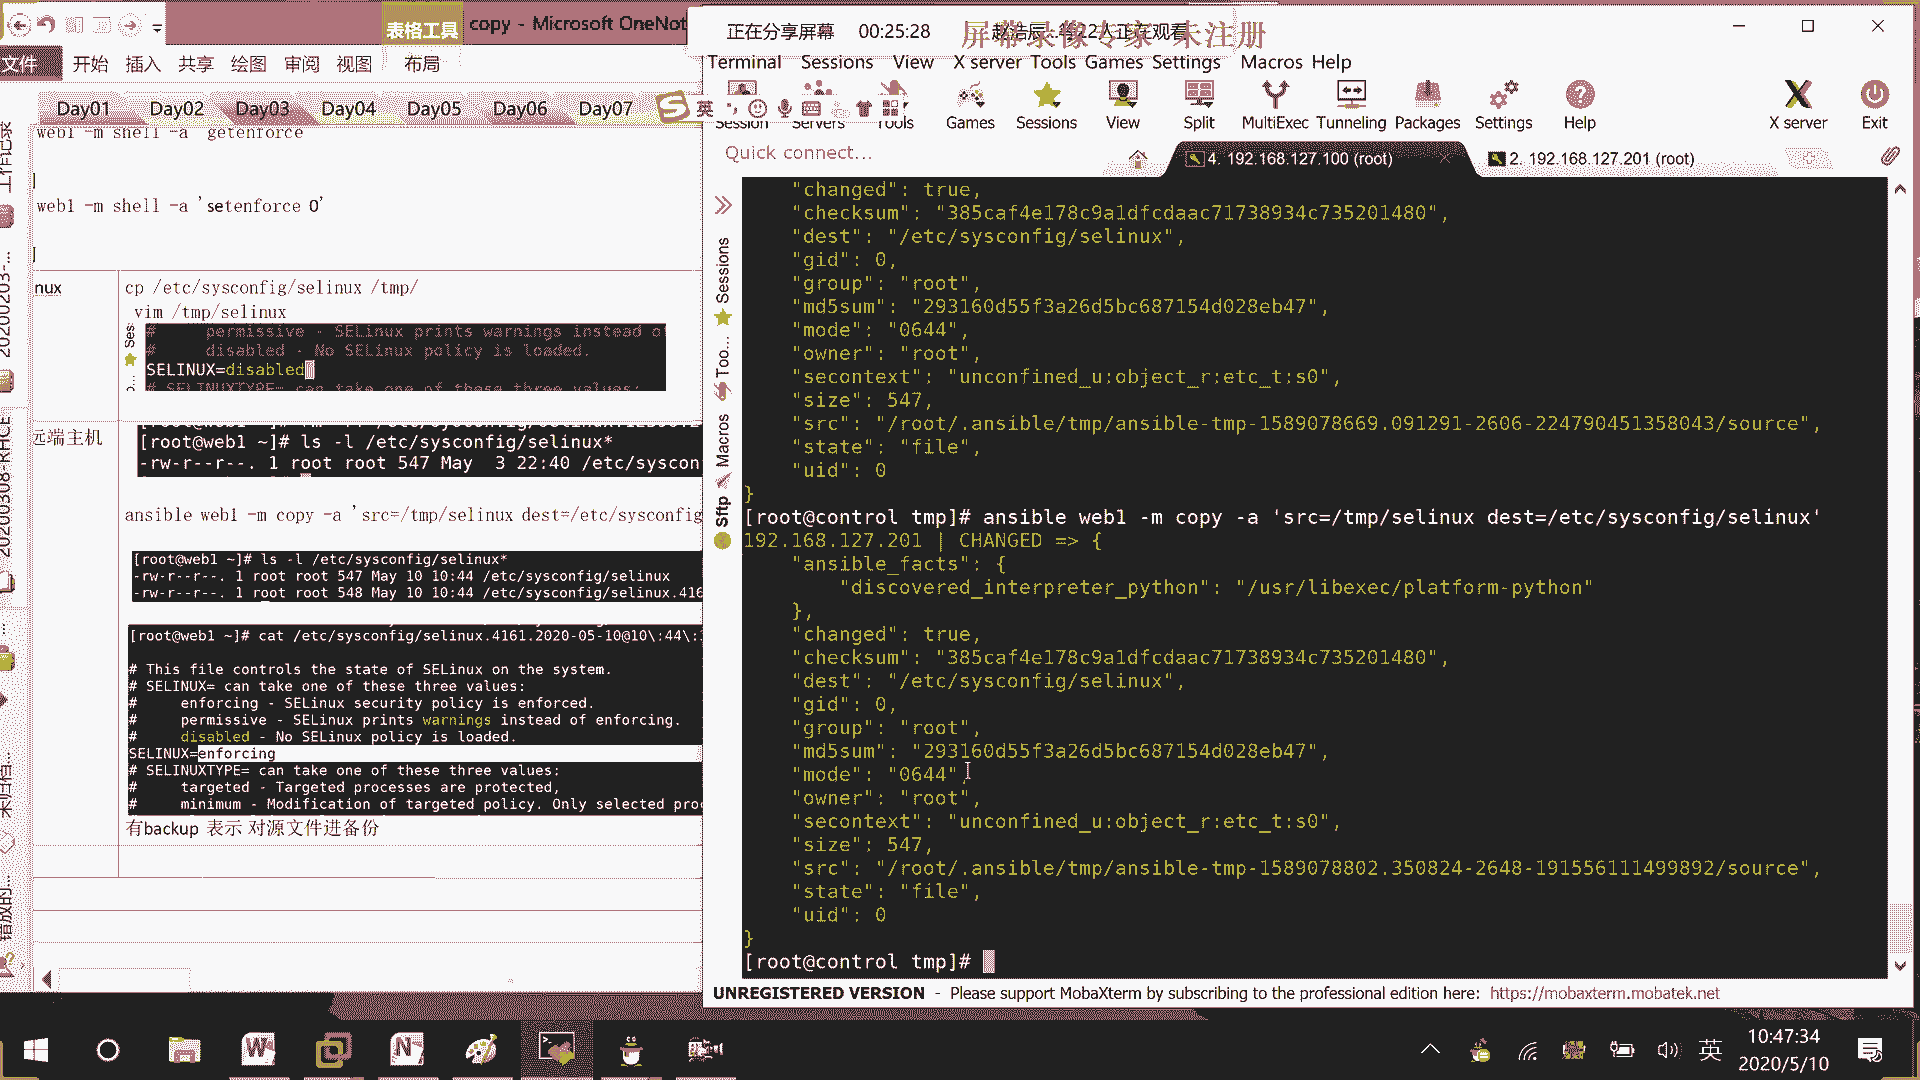 表格工具
copy - Microsoft OneNot
正在分享屏幕 00:25:28
屏幕录像专家 未注册
文件 开始 插入 共享 绘图 审阅 视图 布局
Terminal Sessions View X server Tools Games Settings Macros Help
Day01 Day02 Day03 Day04 Day05 Day06 Day07
英
Session Servers Tools Games Sessions View Split MultiExec Tunneling Packages Settings Help X server Exit
Quick connect...
4. 192.168.127.100 (root)
2. 192.168.127.201 (root)
web1 -m shell -a getenforce
web1 -m shell -a 'setenforce 0'
nux
cp /etc/sysconfig/selinux /tmp/
vim /tmp/selinux
# permissive - SELinux prints warnings instead o
# disabled - No SELinux policy is loaded.
SELINUX=disabled
# SELINUXTYPE= can take one of these three values:
远端主机
[root@web1 ~]# ls -l /etc/sysconfig/selinux*
-rw-r--r--. 1 root root 547 May  3 22:40 /etc/syscon
ansible web1 -m copy -a 'src=/tmp/selinux dest=/etc/sysconfig
[root@web1 ~]# ls -l /etc/sysconfig/selinux*
-rw-r--r--. 1 root root 547 May 10 10:44 /etc/sysconfig/selinux
-rw-r--r--. 1 root root 548 May 10 10:44 /etc/sysconfig/selinux.416
[root@web1 ~]# cat /etc/sysconfig/selinux.4161.2020-05-10@10\:44\:
# This file controls the state of SELinux on the system.
# SELINUX= can take one of these three values:
# enforcing - SELinux security policy is enforced.
# permissive - SELinux prints warnings instead of enforcing.
# disabled - No SELinux policy is loaded.
SELINUX=enforcing
# SELINUXTYPE= can take one of these three values:
# targeted - Targeted processes are protected,
# minimum - Modification of targeted policy. Only selected proc
有backup 表示 对源文件进备份
Sessions
Macros
Sftp
"changed": true,
"checksum": "385caf4e178c9a1dfcdaac71738934c735201480",
"dest": "/etc/sysconfig/selinux",
"gid": 0,
"group": "root",
"md5sum": "293160d55f3a26d5bc687154d028eb47",
"mode": "0644",
"owner": "root",
"secontext": "unconfined_u:object_r:etc_t:s0",
"size": 547,
"src": "/root/.ansible/tmp/ansible-tmp-1589078669.091291-2606-224790451358043/source",
"state": "file",
"uid": 0
}
[root@control tmp]# ansible web1 -m copy -a 'src=/tmp/selinux dest=/etc/sysconfig/selinux'
192.168.127.201 | CHANGED => {
"ansible_facts": {
"discovered_interpreter_python": "/usr/libexec/platform-python"
},
"changed": true,
"checksum": "385caf4e178c9a1dfcdaac71738934c735201480",
"dest": "/etc/sysconfig/selinux",
"gid": 0,
"group": "root",
"md5sum": "293160d55f3a26d5bc687154d028eb47",
"mode": "0644",
"owner": "root",
"secontext": "unconfined_u:object_r:etc_t:s0",
"size": 547,
"src": "/root/.ansible/tmp/ansible-tmp-1589078802.350824-2648-191556111499892/source",
"state": "file",
"uid": 0
}
[root@control tmp]#
UNREGISTERED VERSION - Please support MobaXterm by subscribing to the professional edition here: https://mobaxterm.mobatek.net
英
10:47:34
2020/5/10